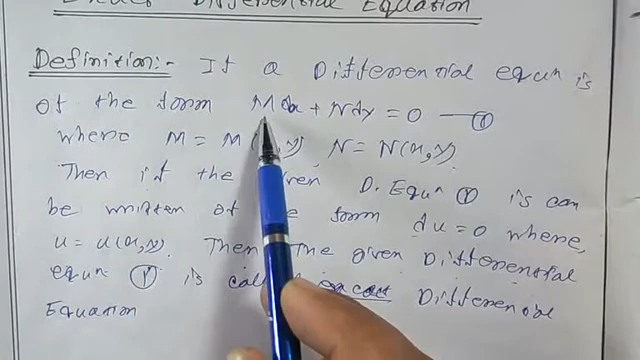 Differential Equation
Definition:- If a Differential equn is
of the form Mdx + Ndy = 0 — ①
where M = M(x, y) N = N(x, y)
Then if the given D. Equn ① is can
be written of the form du = 0 where,
u = u(x, y). Then the given Differential
equn ① is called exact Differential
Equation